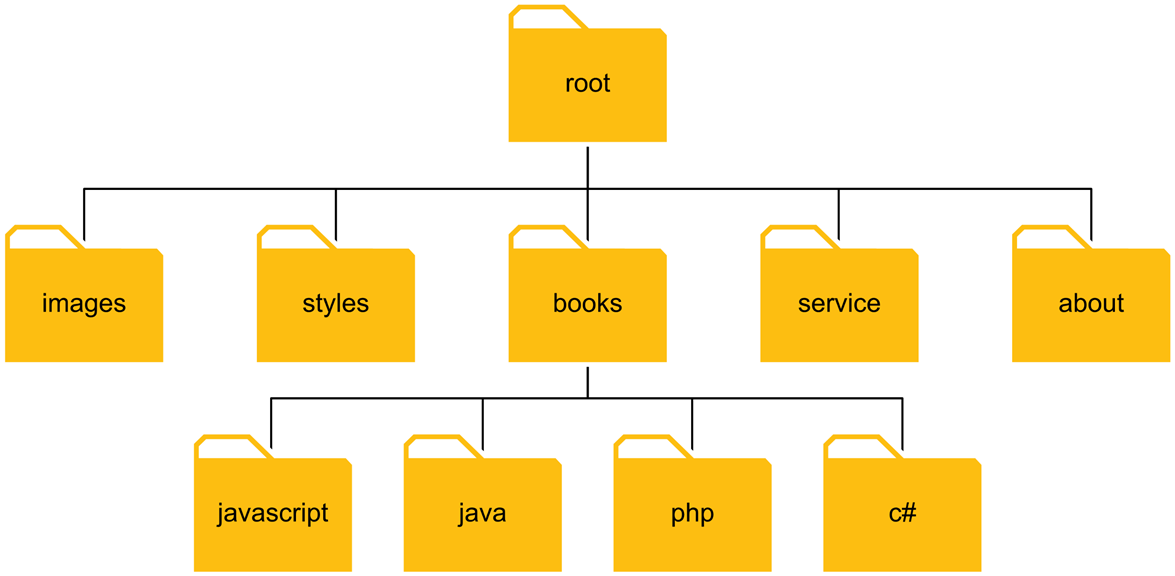 root
images
styles
books
service
about
javascript
java
php
c#